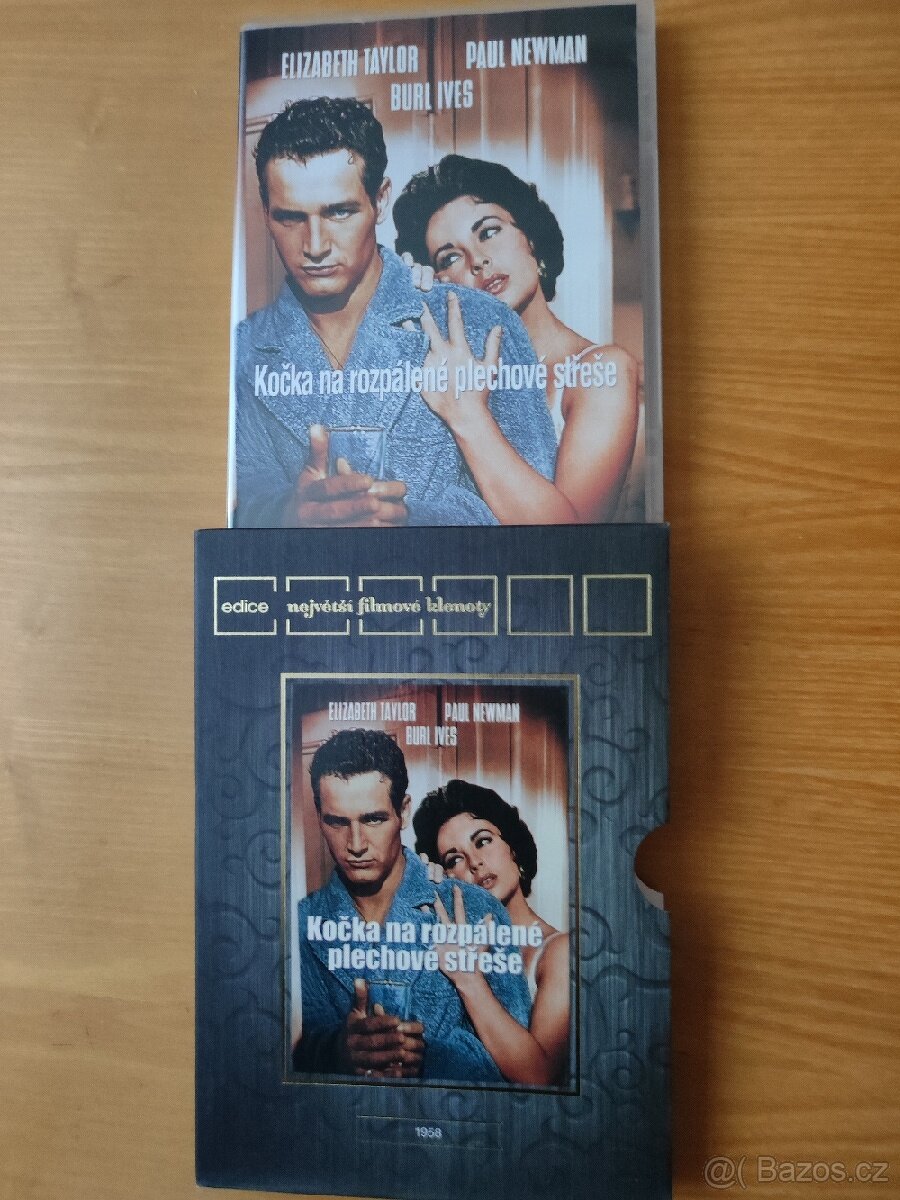 ELIZABETH TAYLOR PAUL NEWMAN
BURL IVES
Kočka na rozpálené plechové střeše
edice největší filmové klenoty
ELIZABETH TAYLOR PAUL NEWMAN
BURL IVES
Kočka na rozpálené
plechové střeše
1958
@( Bazos.cz